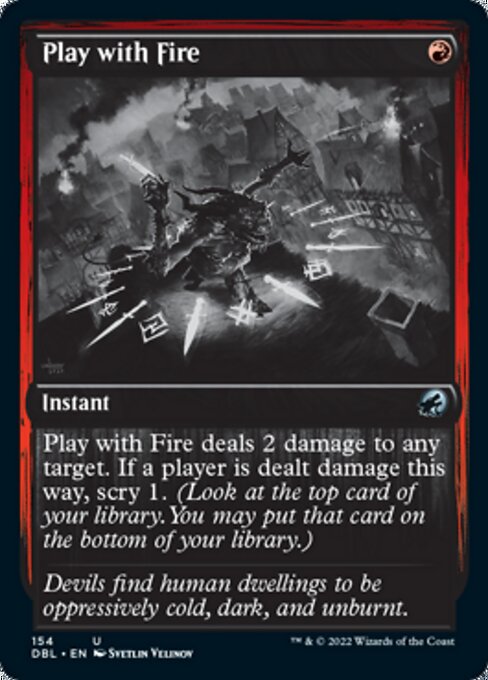 Play with Fire
Instant
Play with Fire deals 2 damage to any
target. If a player is dealt damage this
way, scry 1. (Look at the top card of
your library. You may put that card on
the bottom of your library.)
Devils find human dwellings to be
oppressively cold, dark, and unburnt.
154 U
DBL • EN Svetlin Velinov
™ & © 2022 Wizards of the Coast